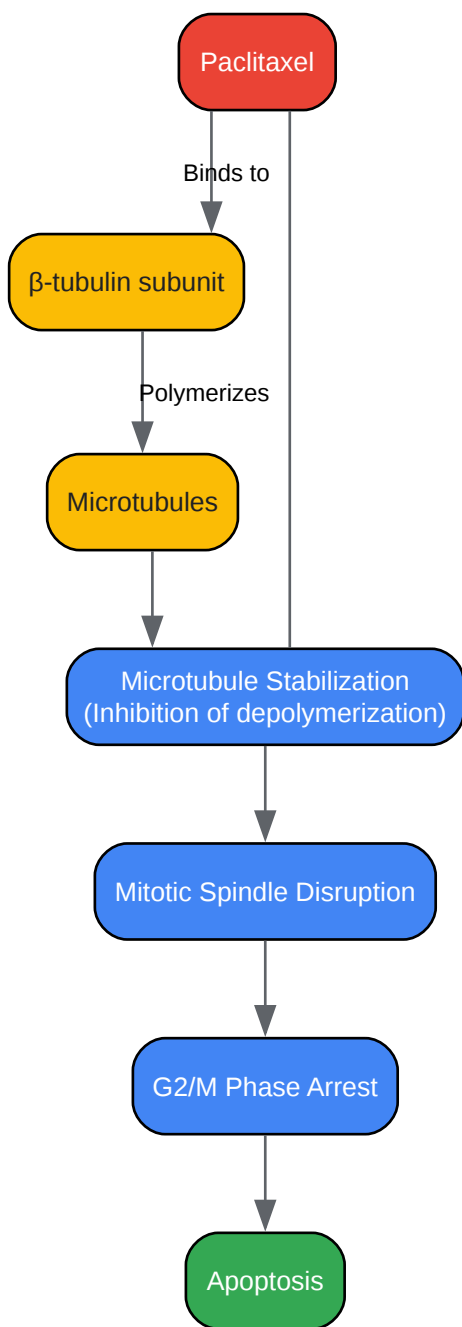 Paclitaxel
Binds to
β-tubulin subunit
Polymerizes
Microtubules
Microtubule Stabilization
(Inhibition of depolymerization)
Mitotic Spindle Disruption
G2/M Phase Arrest
Apoptosis